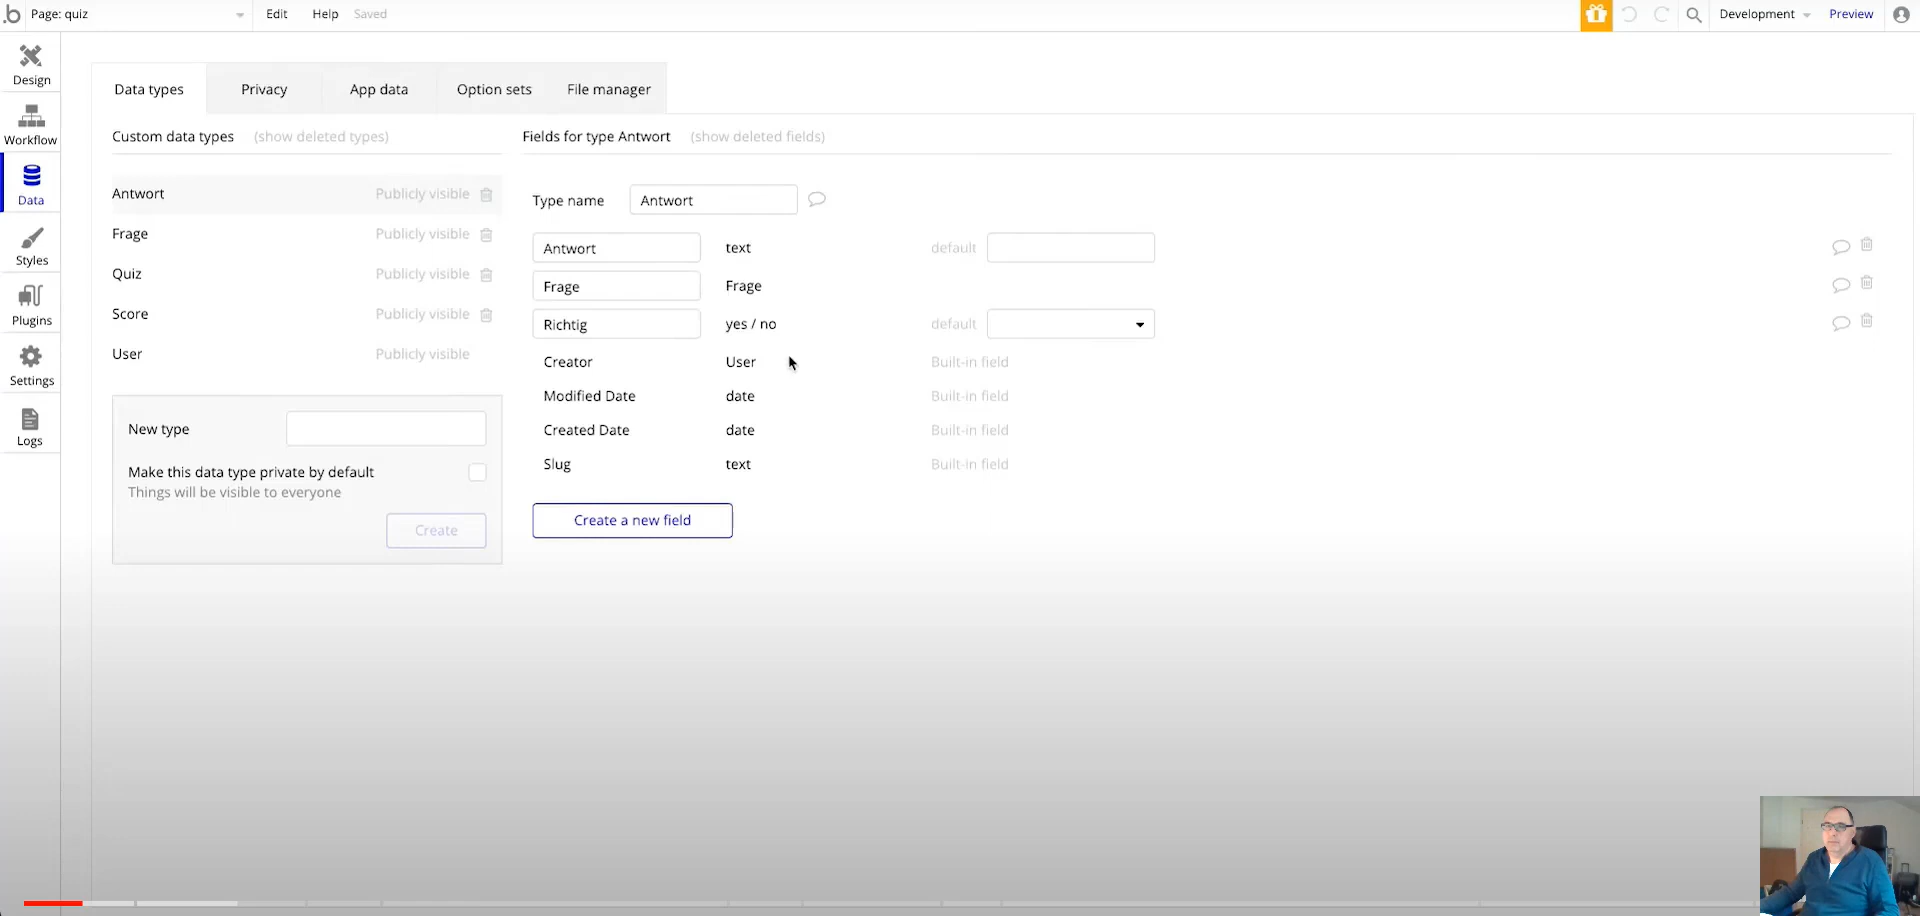 .b Page: quiz Edit Help Saved Development Preview
Design
Workflow
Data
Styles
Plugins
Settings
Logs
Data types Privacy App data Option sets File manager
Custom data types (show deleted types)
Antwort Publicly visible
Frage Publicly visible
Quiz Publicly visible
Score Publicly visible
User Publicly visible
New type
Make this data type private by default
Things will be visible to everyone
Create
Fields for type Antwort (show deleted fields)
Type name Antwort
Antwort text default
Frage Frage
Richtig yes / no default
Creator User Built-in field
Modified Date date Built-in field
Created Date date Built-in field
Slug text Built-in field
Create a new field